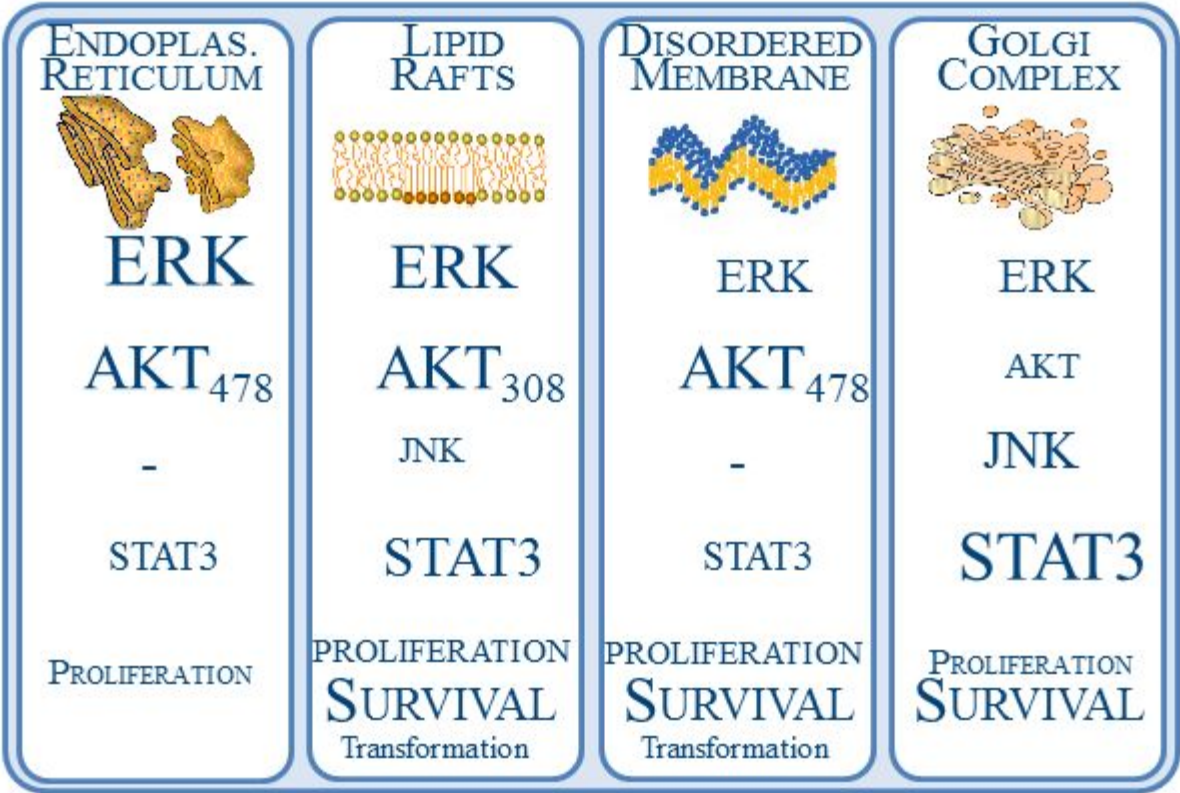 ENDOPLAS.
RETICULUM
ERK
AKT478
-
STAT3
PROLIFERATION
LIPID
RAFTS
ERK
AKT308
JNK
STAT3
PROLIFERATION
SURVIVAL
Transformation
DISORDERED
MEMBRANE
ERK
AKT478
-
STAT3
PROLIFERATION
SURVIVAL
Transformation
GOLGI
COMPLEX
ERK
AKT
JNK
STAT3
PROLIFERATION
SURVIVAL